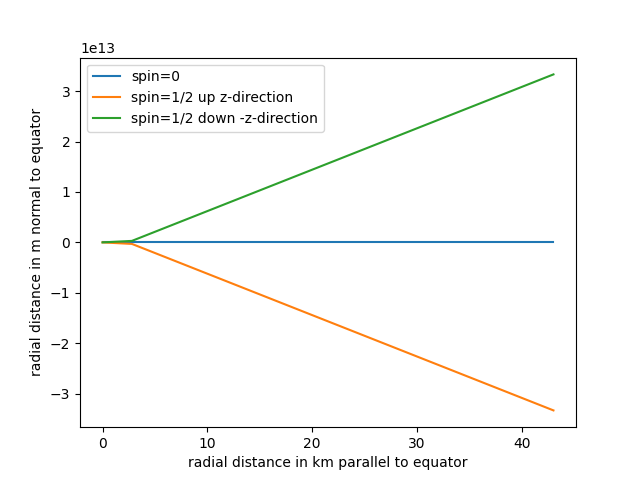 1e13
spin=0
spin=1/2 up z-direction
spin=1/2 down -z-direction
3
2
1
0
−1
−2
−3
radial distance in m normal to equator
0
10
20
30
40
radial distance in km parallel to equator